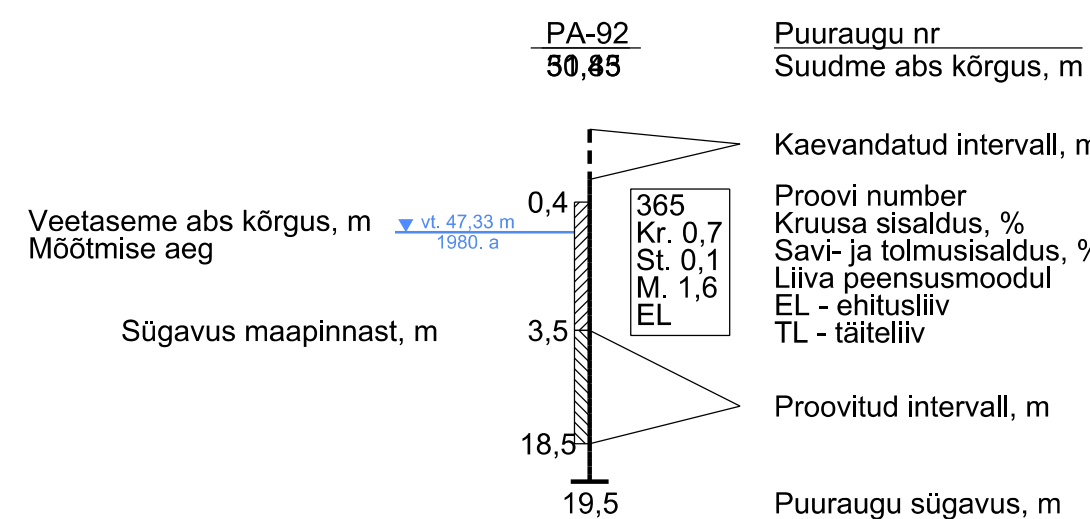 PA-92
Puuraugu nr
Suudme abs kõrgus, m
Kaevandatud intervall, m
Veetaseme abs kõrgus, m
Mõõtmise aeg
vt. 47,33 m
1980. a
0,4
365
Kr. 0,7
St. 0,1
M. 1,6
EL
Proovi number
Kruusa sisaldus, %
Savi- ja tolmusisaldus, %
Liiva peensusmoodul
EL - ehitusliiv
TL - täiteliiv
Sügavus maapinnast, m
3,5
Proovitud intervall, m
18,5
19,5
Puuraugu sügavus, m